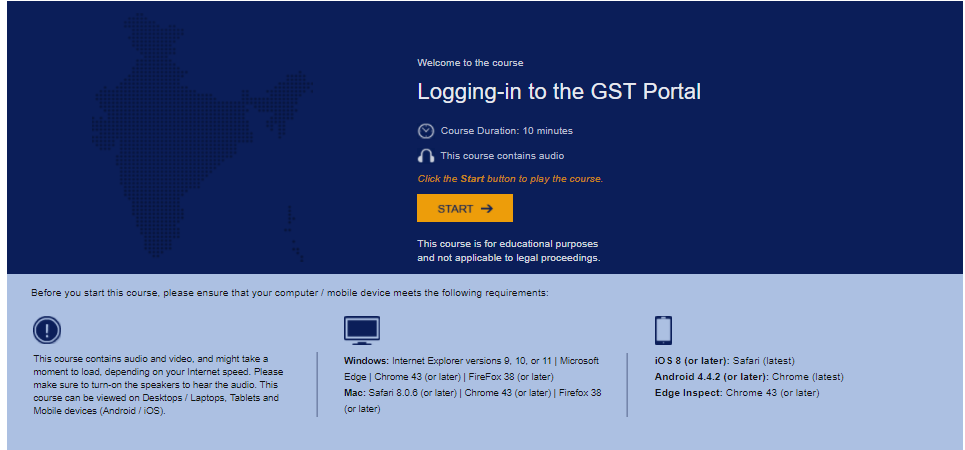 Welcome to the course
Logging-in to the GST Portal
Course Duration: 10 minutes
This course contains audio
Click the Start button to play the course.
START
This course is for educational purposes
and not applicable to legal proceedings.
Before you start this course, please ensure that your computer / mobile device meets the following requirements:
This course contains audio and video, and might take a
moment to load, depending on your Internet speed. Please
make sure to turn-on the speakers to hear the audio. This
course can be viewed on Desktops / Laptops, Tablets and
Mobile devices (Android / iOS).
Windows: Internet Explorer versions 9, 10, or 11 | Microsoft
Edge | Chrome 43 (or later) | FireFox 38 (or later)
Mac: Safari 8.0.6 (or later) | Chrome 43 (or later) | Firefox 38
(or later)
iOS 8 (or later): Safari (latest)
Android 4.4.2 (or later): Chrome (latest)
Edge Inspect: Chrome 43 (or later)